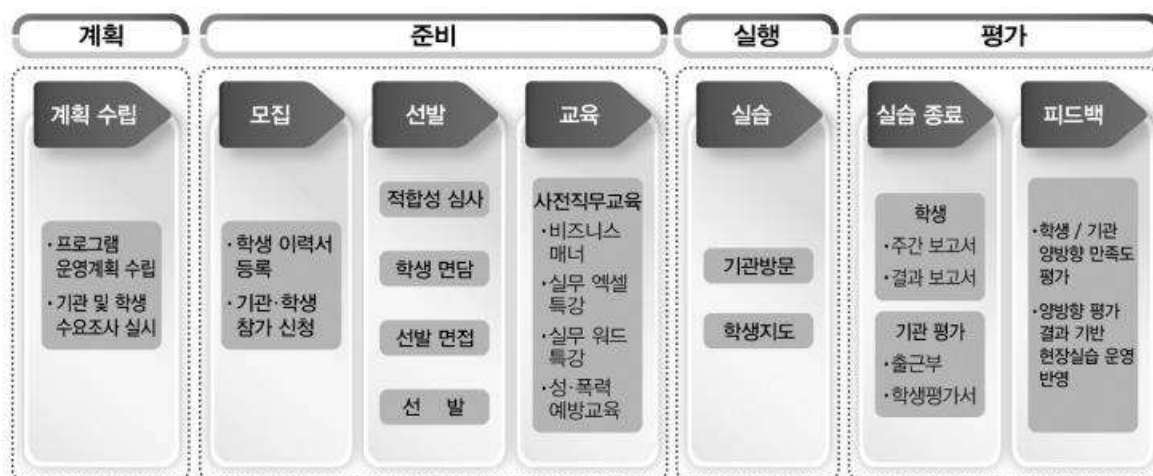 계획
준비
실행
평가
계획 수립
모집
선발
교육
실습
실습 종료
피드백
· 프로그램
운영계획 수립
· 기관 및 학생
수요조사 실시
· 학생 이력서
등록
· 기관·학생
참가 신청
적합성 심사
학생 면담
선발 면접
선 발
사전직무교육
· 비즈니스
매너
· 실무 엑셀
특강
· 실무 워드
특강
· 성·폭력
예방교육
기관방문
학생지도
학생
· 주간 보고서
· 결과 보고서
기관 평가
· 출근부
· 학생평가서
· 학생 / 기관
양방향 만족도
평가
· 양방향 평가
결과 기반
현장실습 운영
반영